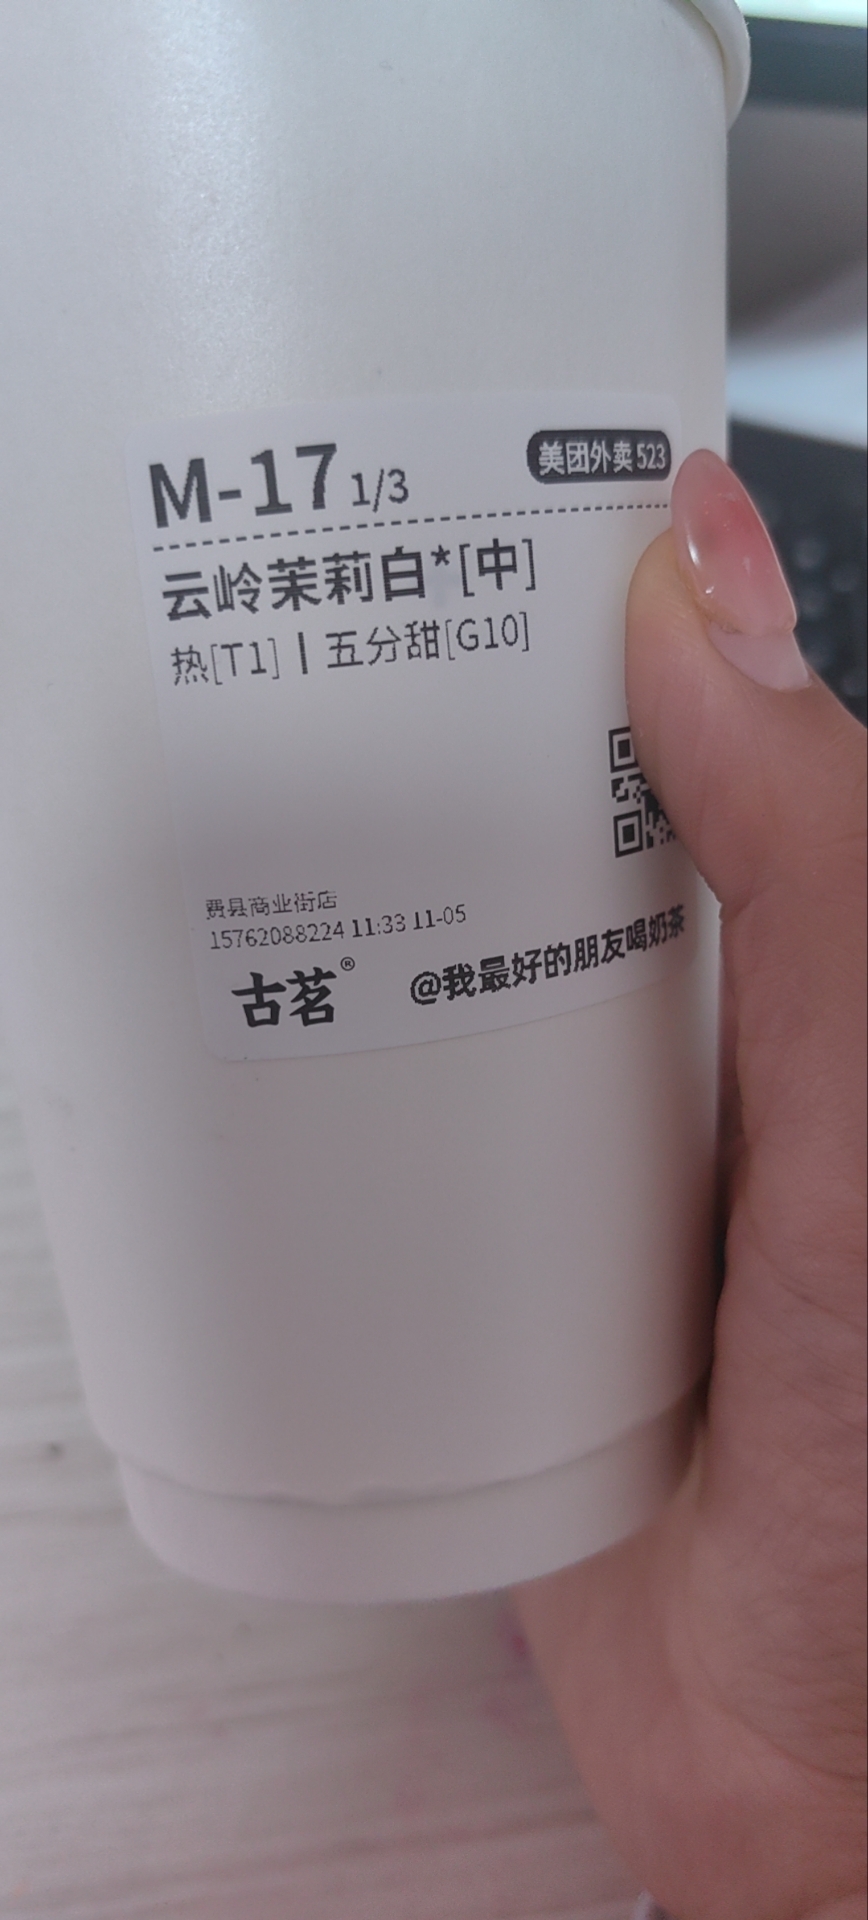 M-17 1/3 美团外卖 523
云岭茉莉白*[中]
热[T1] | 五分甜[G10]
费县商业街店
15762088224 11:33 11-05
古茗® @我最好的朋友喝奶茶